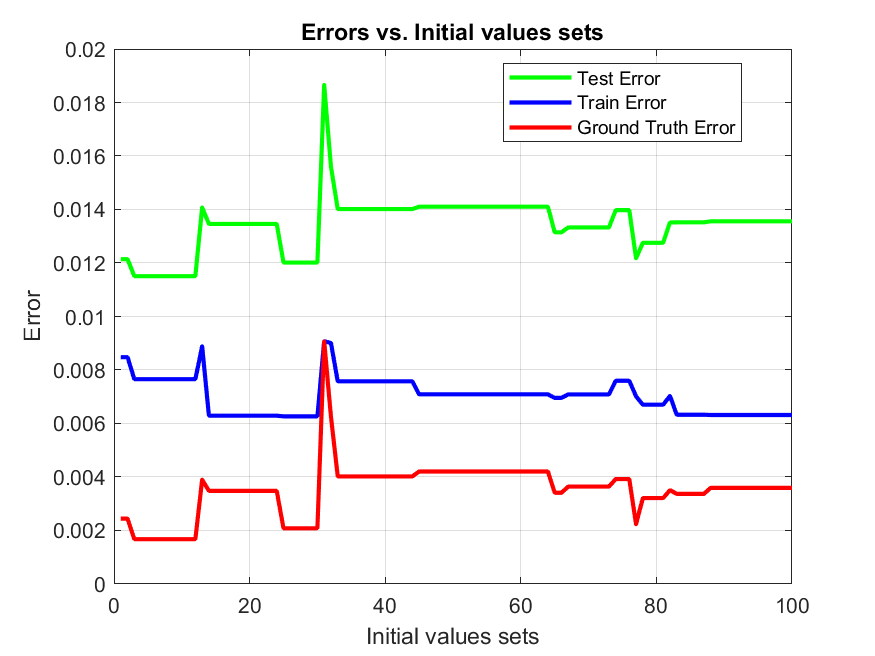 Errors vs. Initial values sets
Test Error
Train Error
Ground Truth Error
0.02
0.018
0.016
0.014
0.012
0.01
0.008
0.006
0.004
0.002
0
Error
0 20 40 60 80 100
Initial values sets